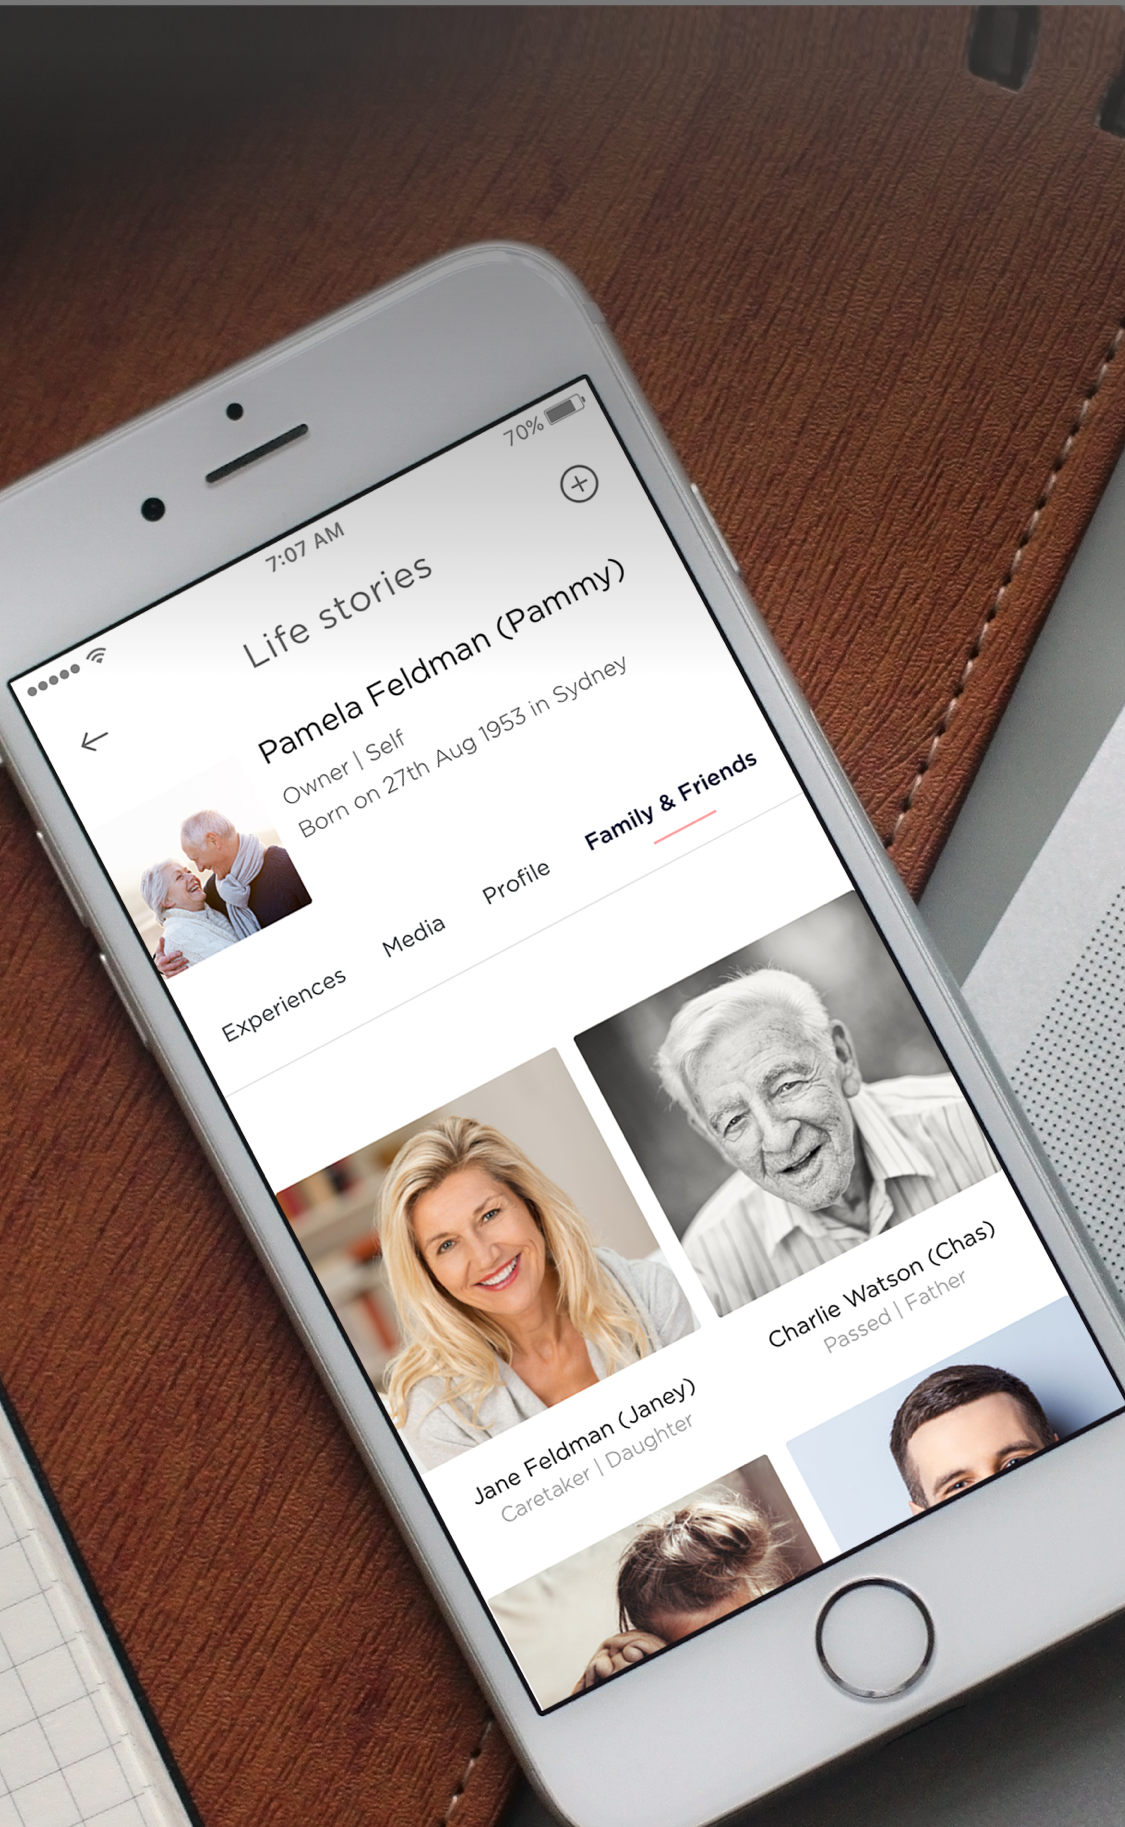 70%
7:07 AM
Life stories
Pamela Feldman (Pammy)
Owner | Self
Born on 27th Aug 1953 in Sydney
Experiences
Media
Profile
Family & Friends
Jane Feldman (Janey)
Caretaker | Daughter
Charlie Watson (Chas)
Passed | Father